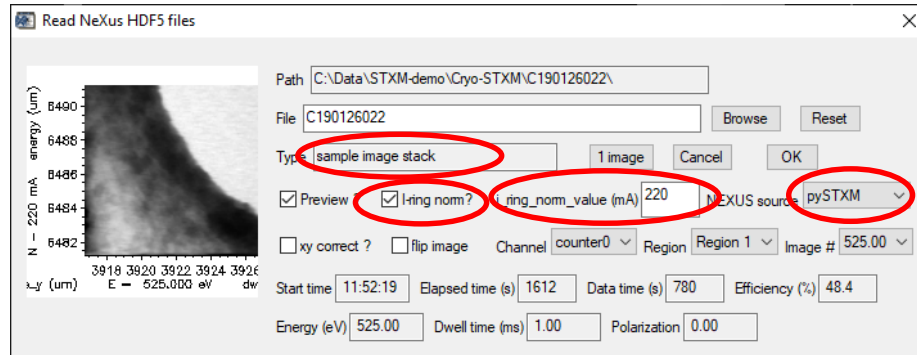 Read NeXus HDF5 files
Path C:\Data\STXM-demo\Cryo-STXM\C190126022\
File C190126022 Browse Reset
Type sample image stack 1 image Cancel OK
Preview ? I-ring norm? i_ring_norm_value (mA) 220 NEXUS source pySTXM
xy correct ? flip image Channel counter0 Region Region 1 Image # 525.00
Start time 11:52:19 Elapsed time (s) 1612 Data time (s) 780 Efficiency (%) 48.4
Energy (eV) 525.00 Dwell time (ms) 1.00 Polarization 0.00
N - 220 mA energy (um)
6490
6488
6486
6484
6482
3918 3920 3922 3924 3926
_y (um) E - 525.000 eV dw